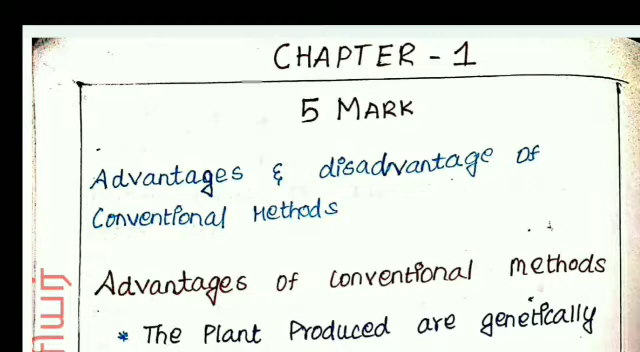 CHAPTER - 1
5 MARK
Advantages & disadvantage of
Conventional Methods
Advantages of conventional methods
* The Plant Produced are genetically